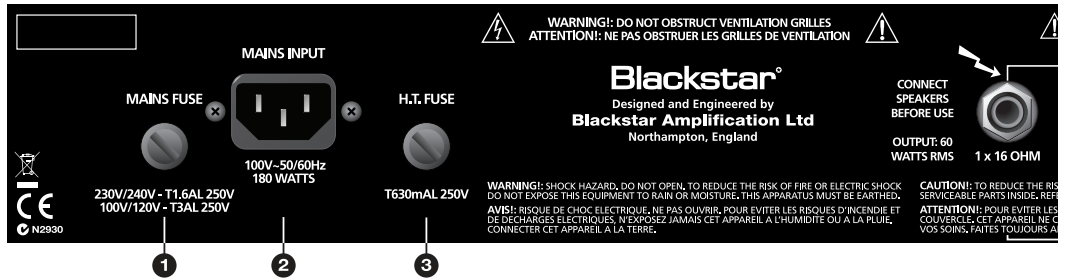 WARNING!: DO NOT OBSTRUCT VENTILATION GRILLES
ATTENTION!: NE PAS OBSTRUER LES GRILLES DE VENTILATION
MAINS INPUT
MAINS FUSE
H.T. FUSE
Blackstar
Designed and Engineered by
Blackstar Amplification Ltd
Northampton, England
CONNECT
SPEAKERS
BEFORE USE
OUTPUT: 60
WATTS RMS
1 x 16 OHM
100V~50/60Hz
180 WATTS
230V/240V - T1.6AL 250V
100V/120V - T3AL 250V
T630mAL 250V
CE
N2930
WARNING!: SHOCK HAZARD. DO NOT OPEN. TO REDUCE THE RISK OF FIRE OR ELECTRIC SHOCK
DO NOT EXPOSE THIS EQUIPMENT TO RAIN OR MOISTURE. THIS APPARATUS MUST BE EARTHED.
AVIS!: RISQUE DE CHOC ELECTRIQUE. NE PAS OUVRIR. POUR EVITER LES RISQUES D'INCENDIE ET
DE DECHARGES ELECTRIQUES, N'EXPOSEZ JAMAIS CET APPAREIL A L'HUMIDITE OU A LA PLUIE.
CONNECTER CET APPAREIL A LA TERRE.
CAUTION!: TO REDUCE THE
SERVICEABLE PARTS INSIDE.
ATTENTION!: POUR EVITER LES
COUVERCLE. CET APPAREIL NE
VOS SOINS. FAITES TOUJOURS
1
2
3